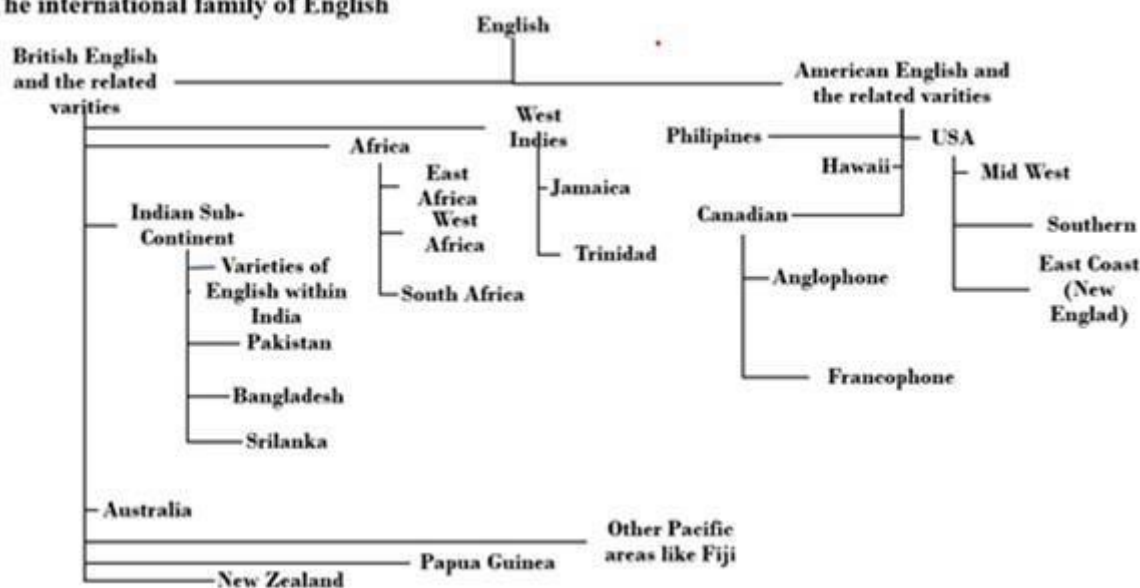 The international family of English
English
British English
and the related
varities
American English and
the related varities
West
Indies
Philipines
USA
Africa
Hawaii
Mid West
East
Africa
Jamaica
West
Africa
Canadian
Indian Sub-
Continent
Southern
Trinidad
Varieties of
English within
India
Anglophone
East Coast
(New
Englad)
South Africa
Pakistan
Francophone
Bangladesh
Srilanka
Australia
Other Pacific
areas like Fiji
Papua Guinea
New Zealand